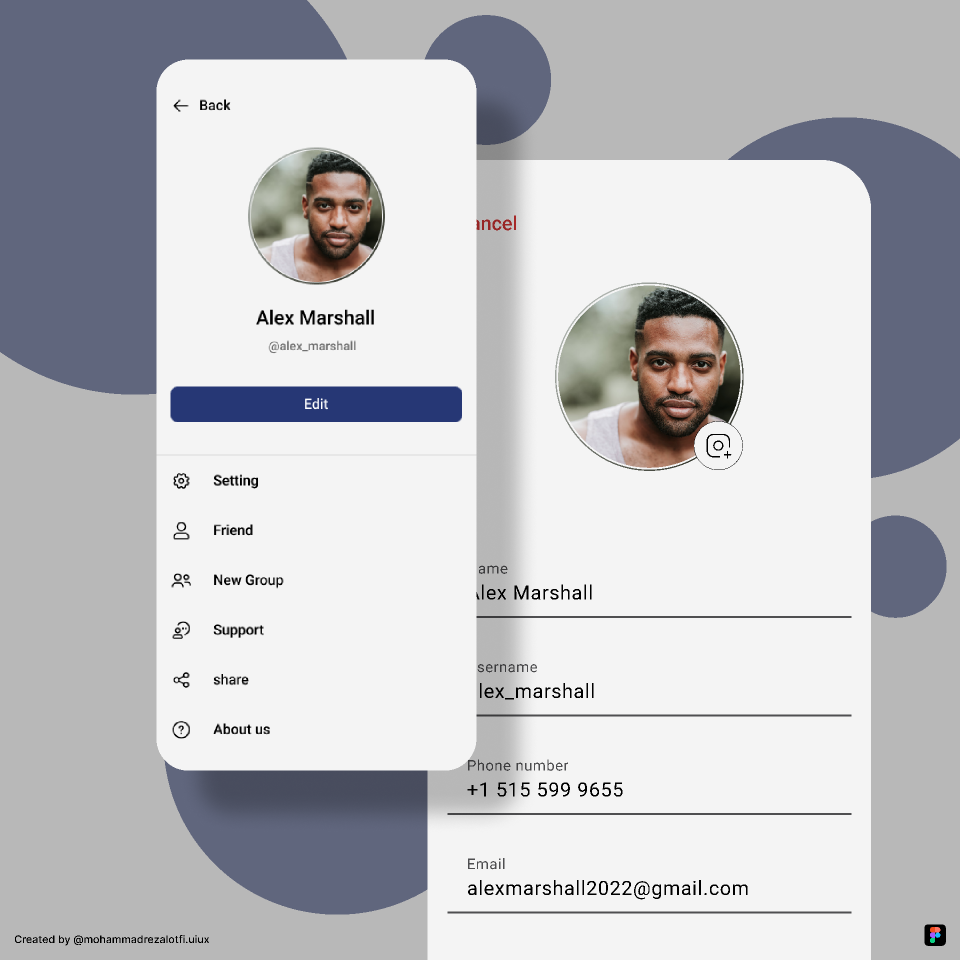 Back
Alex Marshall
@alex_marshall
Edit
Setting
Friend
New Group
Support
share
About us
ancel
ame
Alex Marshall
sername
lex_marshall
Phone number
+1 515 599 9655
Email
alexmarshall2022@gmail.com
Created by @mohammadrezalotfi.uiux